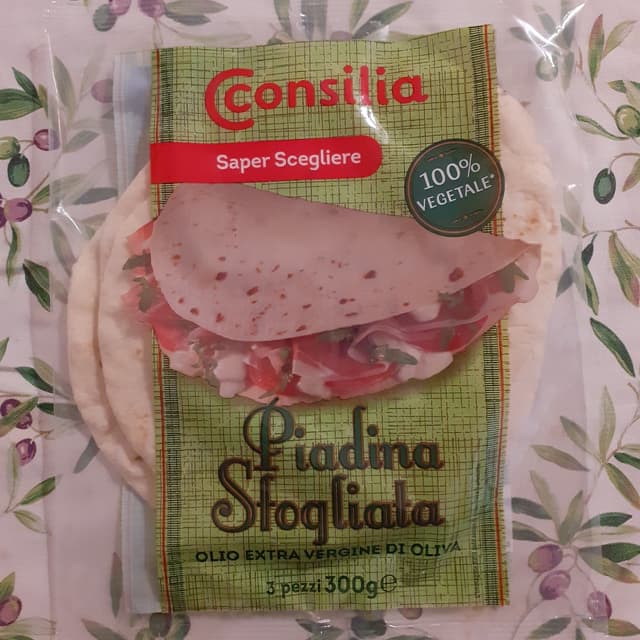 Consilia
Saper Scegliere
100%
VEGETALE*
Piadina
Sfogliata
OLIO EXTRA VERGINE DI OLIVA
3 pezzi 300g ℮